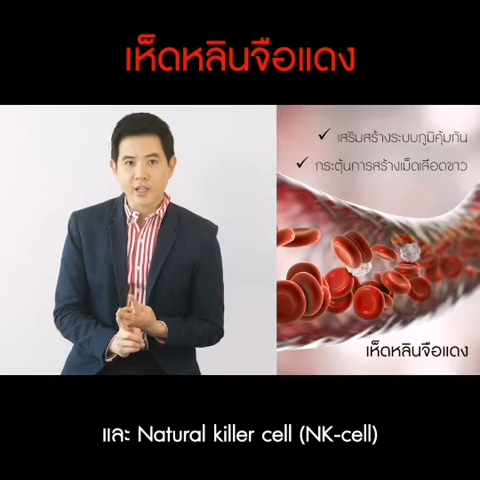 เห็ดหลินจือแดง
✓ เสริมสร้างระบบภูมิคุ้มกัน
✓ กระตุ้นการสร้างเม็ดเลือดขาว
เห็ดหลินจือแดง
และ Natural killer cell (NK-cell)